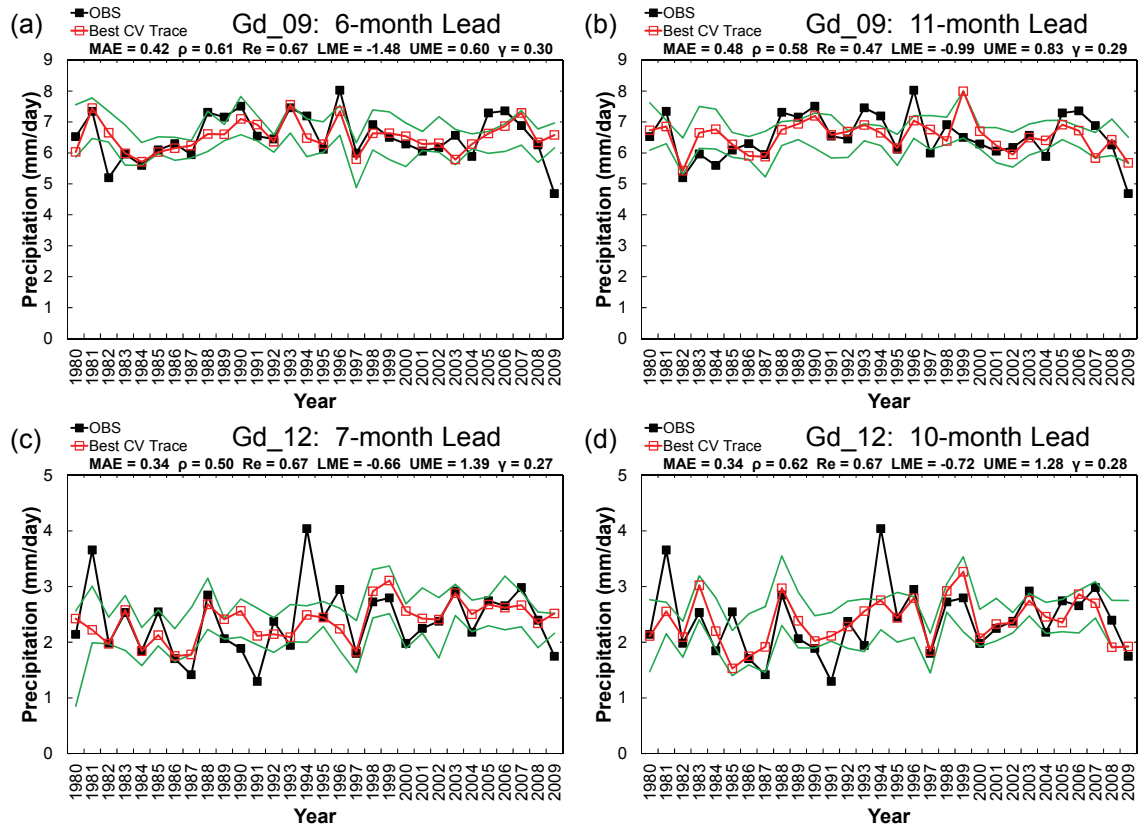 (a)
OBS
Best CV Trace
Gd_09: 6-month Lead
MAE = 0.42 ρ = 0.61 Re = 0.67 LME = -1.48 UME = 0.60 γ = 0.30
Precipitation (mm/day)
9
8
7
6
5
4
3
2
1
0
1980 1981 1982 1983 1984 1985 1986 1987 1988 1989 1990 1991 1992 1993 1994 1995 1996 1997 1998 1999 2000 2001 2002 2003 2004 2005 2006 2007 2008 2009
Year
(b)
OBS
Best CV Trace
Gd_09: 11-month Lead
MAE = 0.48 ρ = 0.58 Re = 0.47 LME = -0.99 UME = 0.83 γ = 0.29
Precipitation (mm/day)
9
8
7
6
5
4
3
2
1
0
1980 1981 1982 1983 1984 1985 1986 1987 1988 1989 1990 1991 1992 1993 1994 1995 1996 1997 1998 1999 2000 2001 2002 2003 2004 2005 2006 2007 2008 2009
Year
(c)
OBS
Best CV Trace
Gd_12: 7-month Lead
MAE = 0.34 ρ = 0.50 Re = 0.67 LME = -0.66 UME = 1.39 γ = 0.27
Precipitation (mm/day)
5
4
3
2
1
0
1980 1981 1982 1983 1984 1985 1986 1987 1988 1989 1990 1991 1992 1993 1994 1995 1996 1997 1998 1999 2000 2001 2002 2003 2004 2005 2006 2007 2008 2009
Year
(d)
OBS
Best CV Trace
Gd_12: 10-month Lead
MAE = 0.34 ρ = 0.62 Re = 0.67 LME = -0.72 UME = 1.28 γ = 0.28
Precipitation (mm/day)
5
4
3
2
1
0
1980 1981 1982 1983 1984 1985 1986 1987 1988 1989 1990 1991 1992 1993 1994 1995 1996 1997 1998 1999 2000 2001 2002 2003 2004 2005 2006 2007 2008 2009
Year